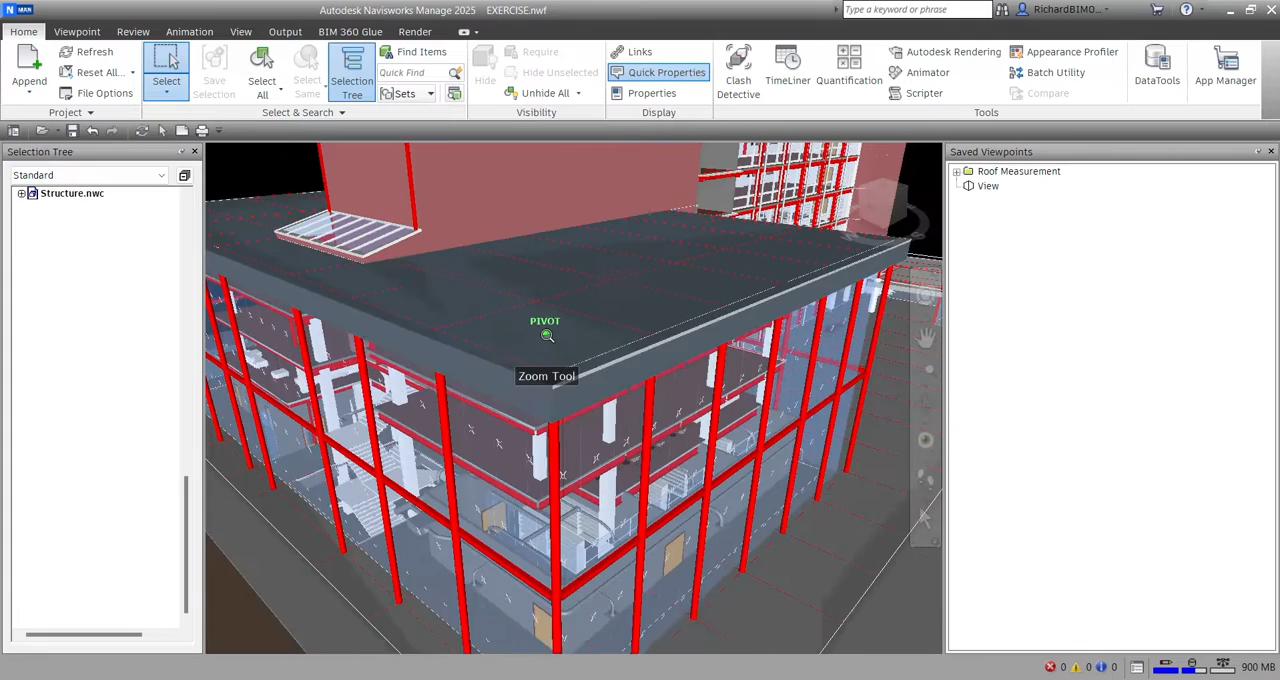 N MAN
Autodesk Navisworks Manage 2025 EXERCISE.nwf
Type a keyword or phrase
RichardBIMO...
Home Viewpoint Review Animation View Output BIM 360 Glue Render
Append
Refresh
Reset All...
File Options
Project
Select
Save Selection
Select All
Select Same
Selection Tree
Find Items
Quick Find
Sets
Select & Search
Hide
Require
Hide Unselected
Unhide All
Visibility
Links
Quick Properties
Properties
Display
Clash Detective
TimeLiner
Quantification
Autodesk Rendering
Animator
Scripter
Appearance Profiler
Batch Utility
Compare
Tools
DataTools
App Manager
Selection Tree
Standard
Structure.nwc
PIVOT
Zoom Tool
Saved Viewpoints
Roof Measurement
View
0 0 0 900 MB